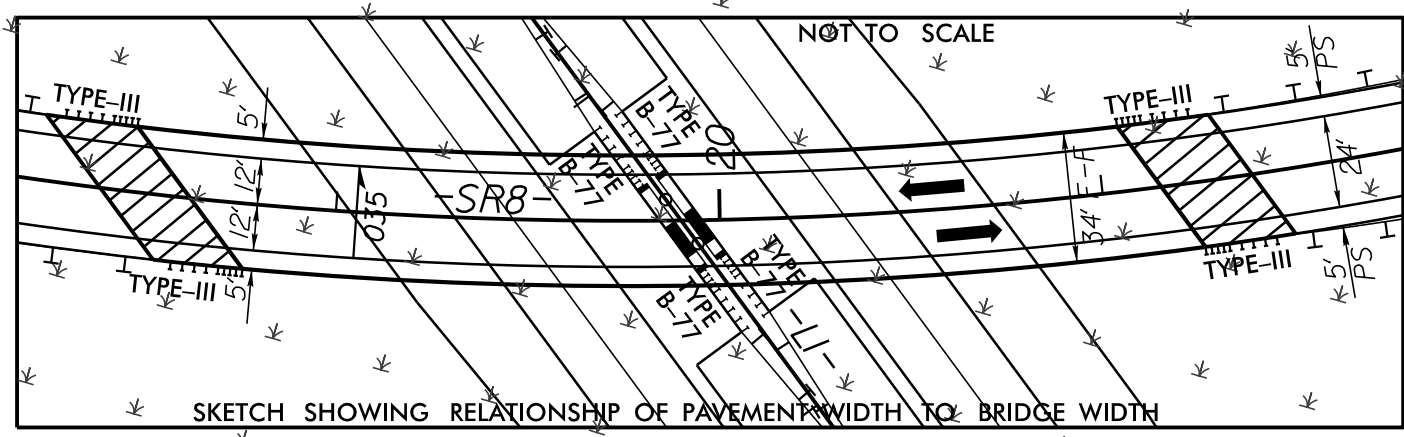 NOT TO SCALE
5'
PS
TYPE–III
5'
TYPE
B-77
TYPE–III
TYPE
B-77
20
12'
12'
035
-SR8-
34' F-F
24'
TYPE
B-77
TYPE
B-77
-L1-
TYPE–III
5'
TYPE–III
5'
PS
SKETCH SHOWING RELATIONSHIP OF PAVEMENT WIDTH TO BRIDGE WIDTH